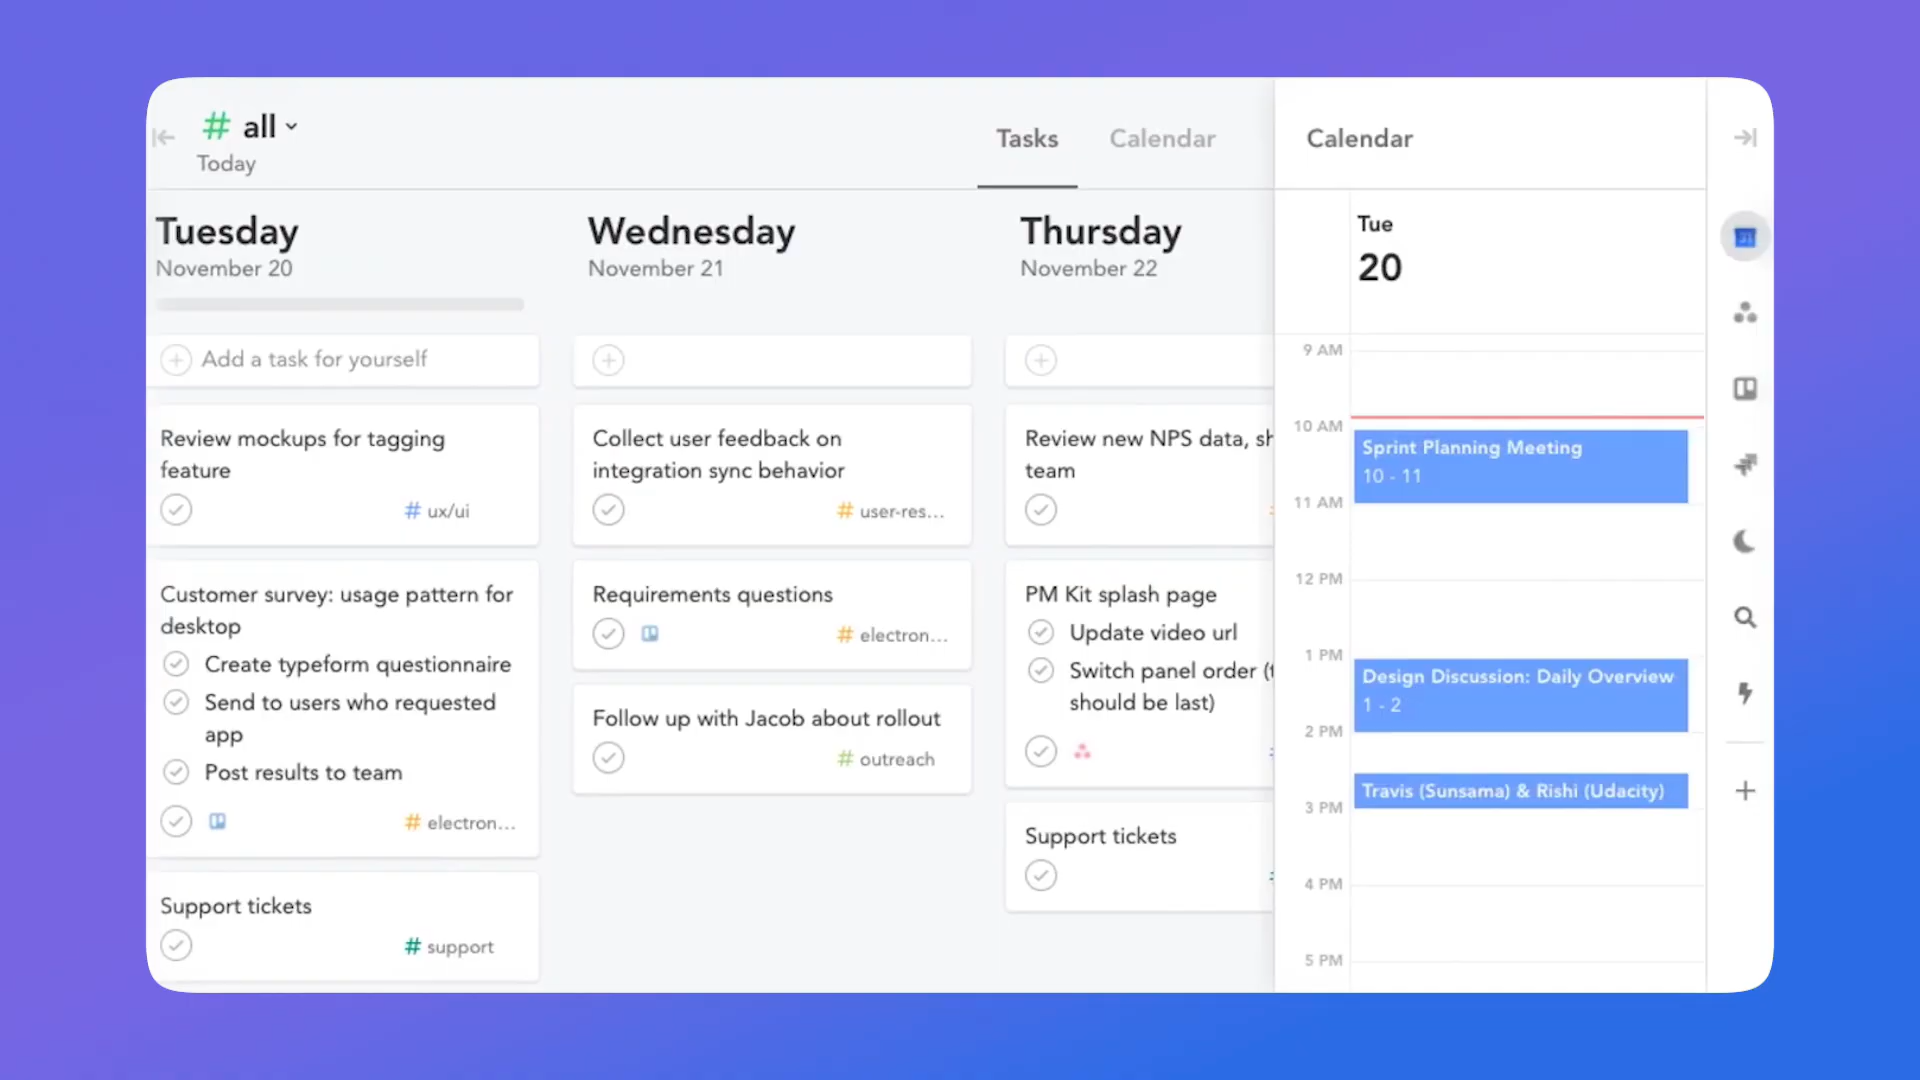 # all
Today
Tasks
Calendar
Tuesday
November 20
Add a task for yourself
Review mockups for tagging
feature
# ux/ui
Customer survey: usage pattern for
desktop
Create typeform questionnaire
Send to users who requested
app
Post results to team
# electron...
Support tickets
# support
Wednesday
November 21
Collect user feedback on
integration sync behavior
# user-res...
Requirements questions
# electron...
Follow up with Jacob about rollout
# outreach
Thursday
November 22
Review new NPS data, sh
team
PM Kit splash page
Update video url
Switch panel order (t
should be last)
Support tickets
Calendar
Tue
20
9 AM
10 AM
Sprint Planning Meeting
10 - 11
11 AM
12 PM
1 PM
Design Discussion: Daily Overview
1 - 2
2 PM
Travis (Sunsama) & Rishi (Udacity)
3 PM
4 PM
5 PM
31